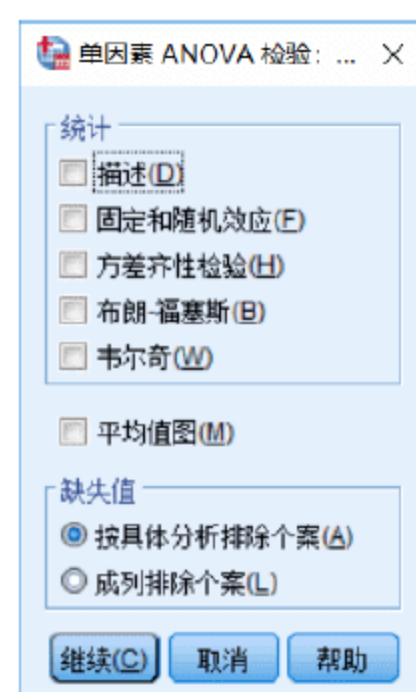 单因素 ANOVA 检验: ...
统计
描述(D)
固定和随机效应(F)
方差齐性检验(H)
布朗-福塞斯(B)
韦尔奇(W)
平均值图(M)
缺失值
按具体分析排除个案(A)
成列排除个案(L)
继续(C) 取消 帮助